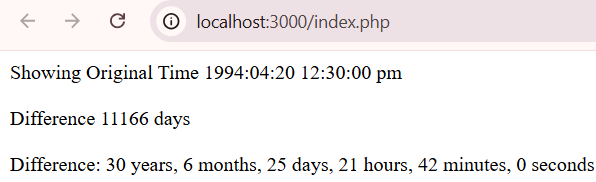 localhost:3000/index.php
Showing Original Time 1994:04:20 12:30:00 pm
Difference 11166 days
Difference: 30 years, 6 months, 25 days, 21 hours, 42 minutes, 0 seconds